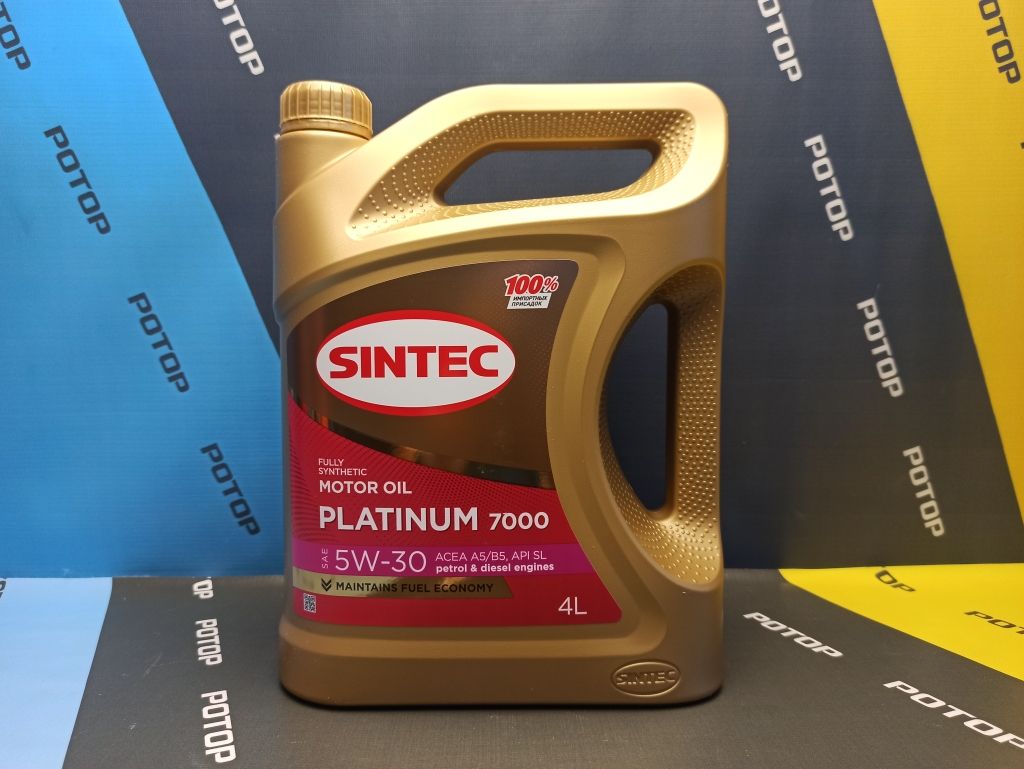 100%
ИМПОРТНЫХ
ПРИСАДОК
SINTEC
FULLY
SYNTHETIC
MOTOR OIL
PLATINUM 7000
SAE 5W-30
ACEA A5/B5, API SL
petrol & diesel engines
MAINTAINS FUEL ECONOMY
4L
SINTEC
РОТОР
РОТОР
РОТОР
РОТОР
РОТОР
РОТОР
РОТОР
РОТОР
РОТОР
РОТОР
РОТОР
РОТОР
РОТОР